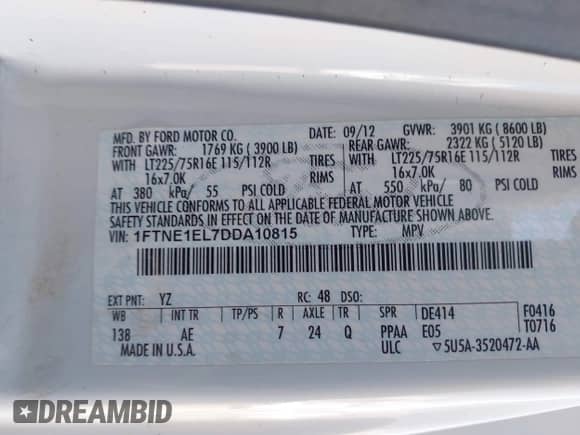 MFD. BY FORD MOTOR CO. DATE: 09/12 GVWR: 3901 KG ( 8600 LB)
FRONT GAWR: 1769 KG ( 3900 LB) REAR GAWR: 2322 KG ( 5120 LB)
WITH LT225/75R16E 115/112R TIRES WITH LT225/75R16E 115/112R TIRES
16x7.0K RIMS 16x7.0K RIMS
AT 380 kPa/ 55 PSI COLD AT 550 kPa/ 80 PSI COLD
THIS VEHICLE CONFORMS TO ALL APPLICABLE FEDERAL MOTOR VEHICLE
SAFETY STANDARDS IN EFFECT ON THE DATE OF MANUFACTURE SHOWN ABOVE.
VIN: 1FTNE1EL7DDA10815 TYPE: MPV
EXT PNT: YZ RC: 48 DSO:
WB INT TR TP/PS R AXLE TR SPR DE414 F0416
138 AE 7 24 Q PPAA E05 T0716
MADE IN U.S.A. ULC ▽5U5A-3520472-AA
DREAMBID